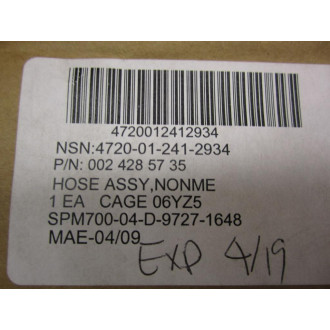 4720012412934
NSN:4720-01-241-2934
P/N: 002 428 57 35
HOSE ASSY,NONME
1 EA CAGE 06YZ5
SPM700-04-D-9727-1648
MAE-04/09
EXP 4/19